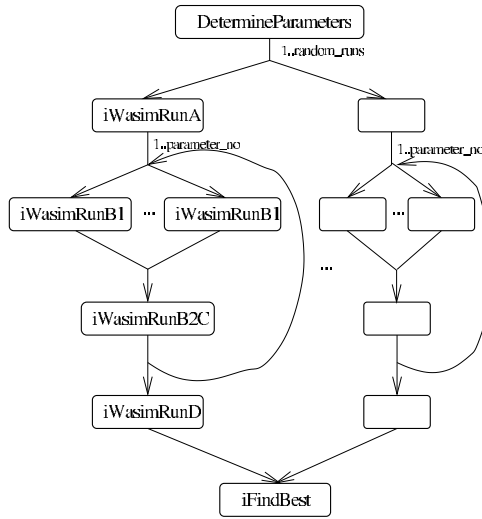 DetermineParameters
1..random_runs
iWasimRunA
1..parameter_no
1..parameter_no
iWasimRunB1 ... iWasimRunB1
...
...
iWasimRunB2C
iWasimRunD
iFindBest